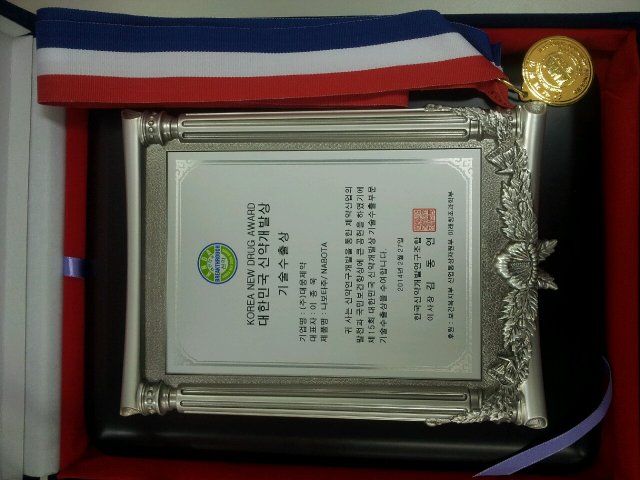 KOREA NEW DRUG AWARD
대한민국 신약개발상
기술수출상
기업명 : (주)대웅제약
대표자 : 이 종 욱
제품명 : 나보타주/ NABOTA
귀 사는 신약연구개발을 통한 제약산업의
발전과 국민보건향상에 큰 공헌을 하였기에
제15회 대한민국 신약개발상 기술수출부문
기술수출상을 수여합니다.
2014년 2월 27일
한국신약개발연구조합
이사장 김 동 연
후원 : 보건복지부 산업통상자원부 미래창조과학부